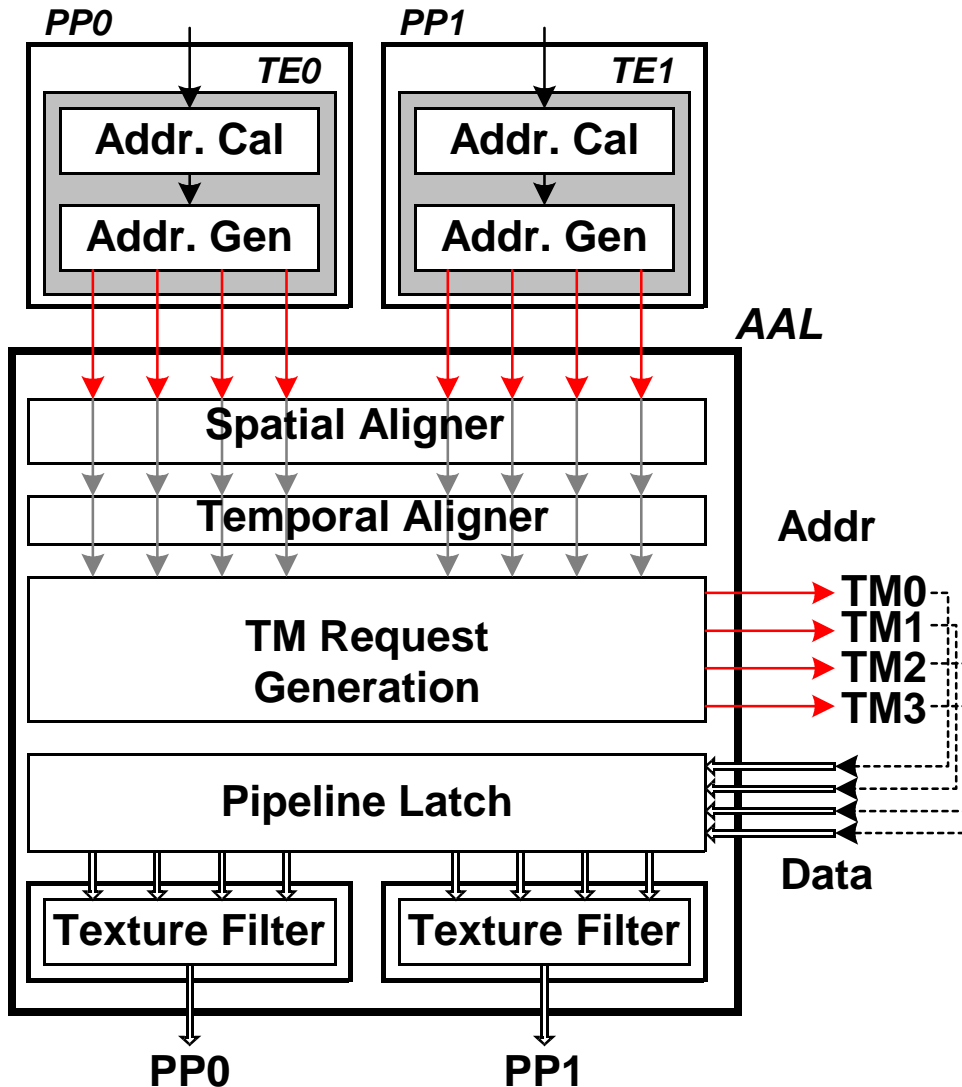 PP0 PP1
TE0 TE1
Addr. Cal Addr. Cal
Addr. Gen Addr. Gen
AAL
Spatial Aligner
Temporal Aligner
Addr
TM Request
Generation
TM0
TM1
TM2
TM3
Pipeline Latch
Data
Texture Filter Texture Filter
PP0 PP1